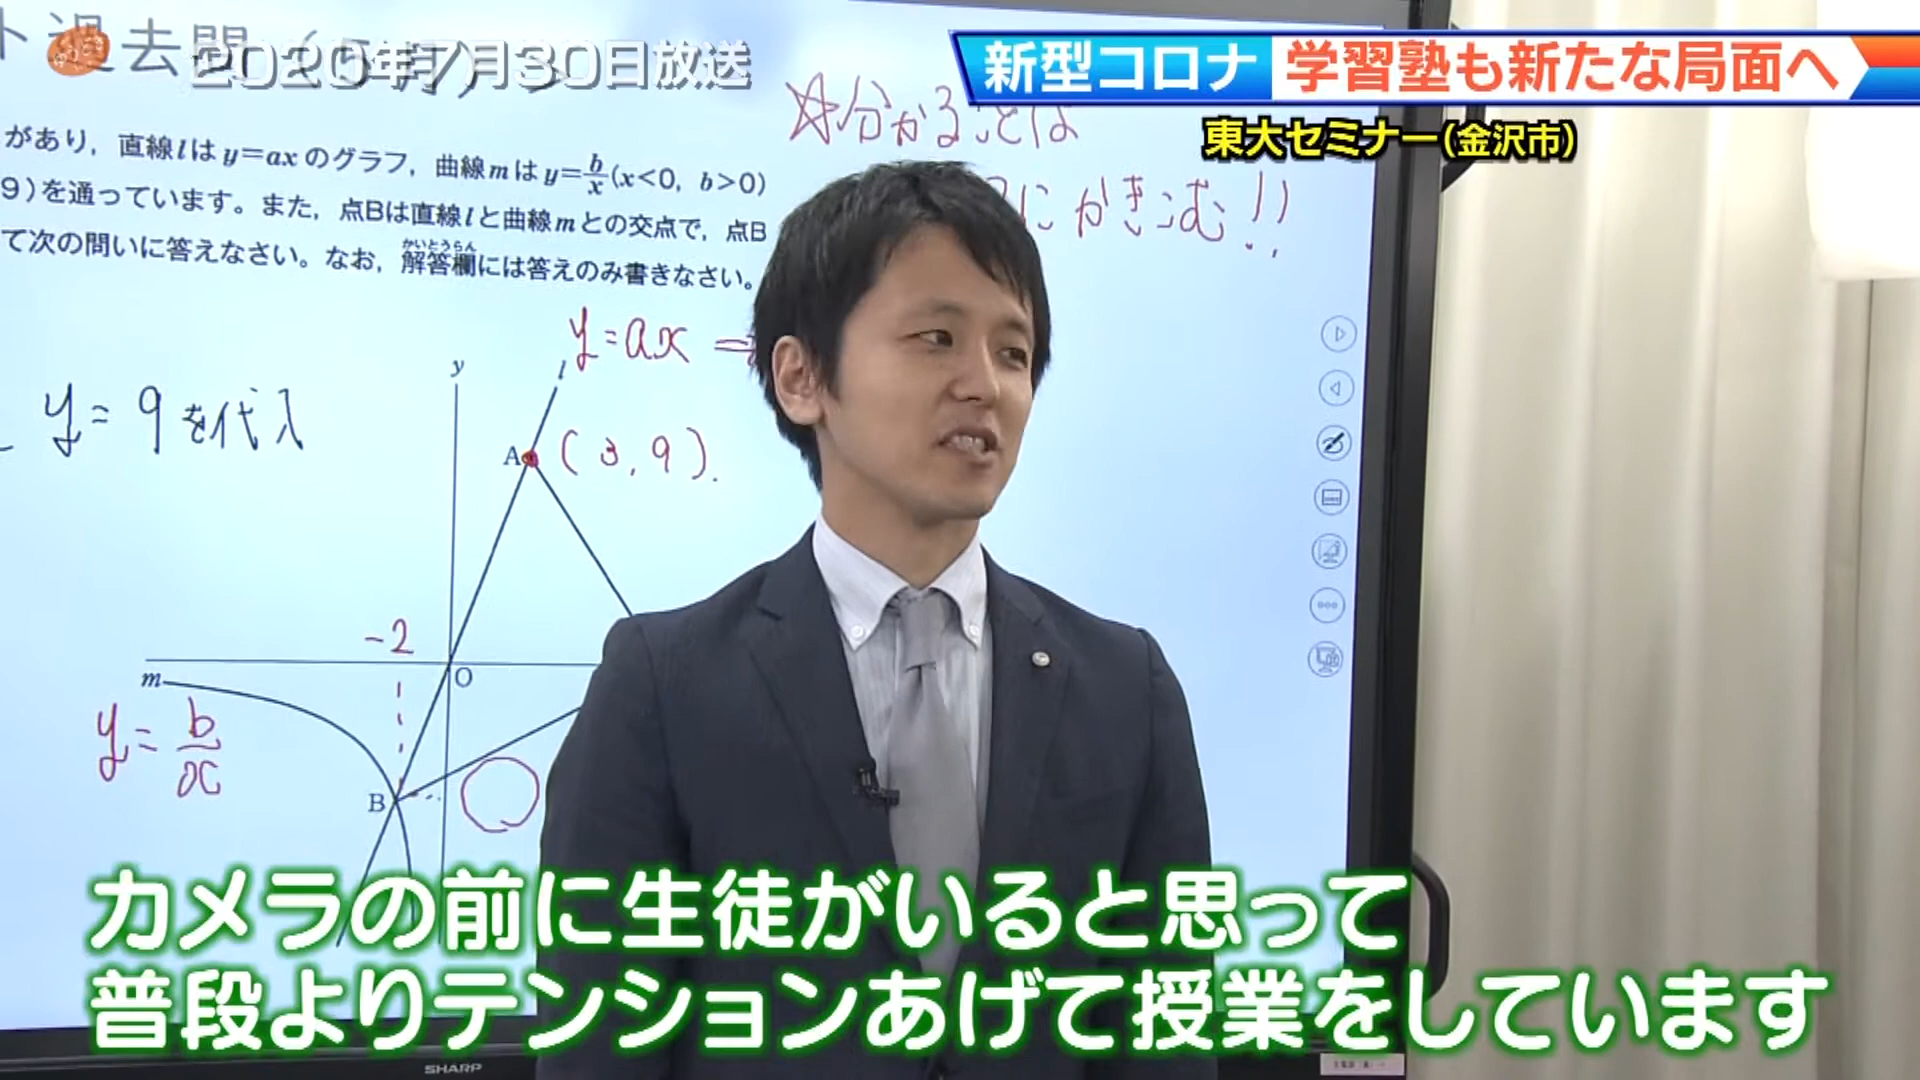 ト過去問（5月）
2020年7月30日放送
新型コロナ 学習塾も新たな局面へ
東大セミナー(金沢市)
☆分かることは
にかきこむ!!
があり，直線lは y=ax のグラフ，曲線mは y=b/x (x<0，b>0)
9)を通っています。また，点Bは直線lと曲線mとの交点で，点B
かいとうらん
て次の問いに答えなさい。なお，解答欄には答えのみ書きなさい。
y=ax ⇒
y=9を代入
y
l
A (3,9).
-2
m
O
y=b/x
B
カメラの前に生徒がいると思って
普段よりテンションあげて授業をしています
SHARP